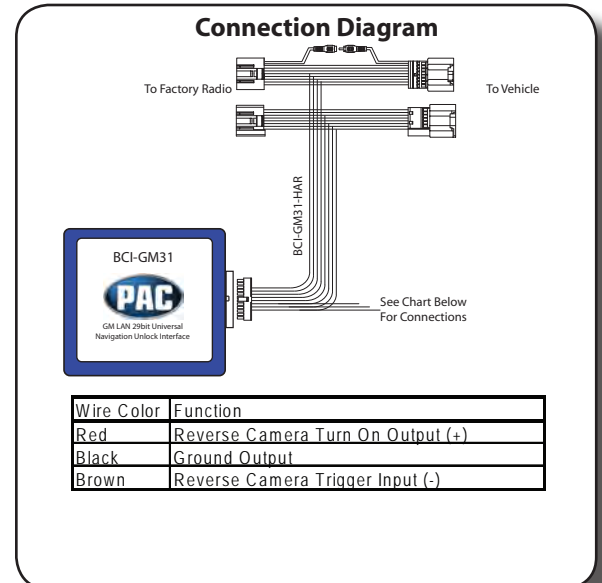 Connection Diagram
To Factory Radio
To Vehicle
BCI-GM31-HAR
BCI-GM31
PAC
GM LAN 29bit Universal
Navigation Unlock Interface
See Chart Below
For Connections
Wire Color Function
Red Reverse Camera Turn On Output (+)
Black Ground Output
Brown Reverse Camera Trigger Input (-)